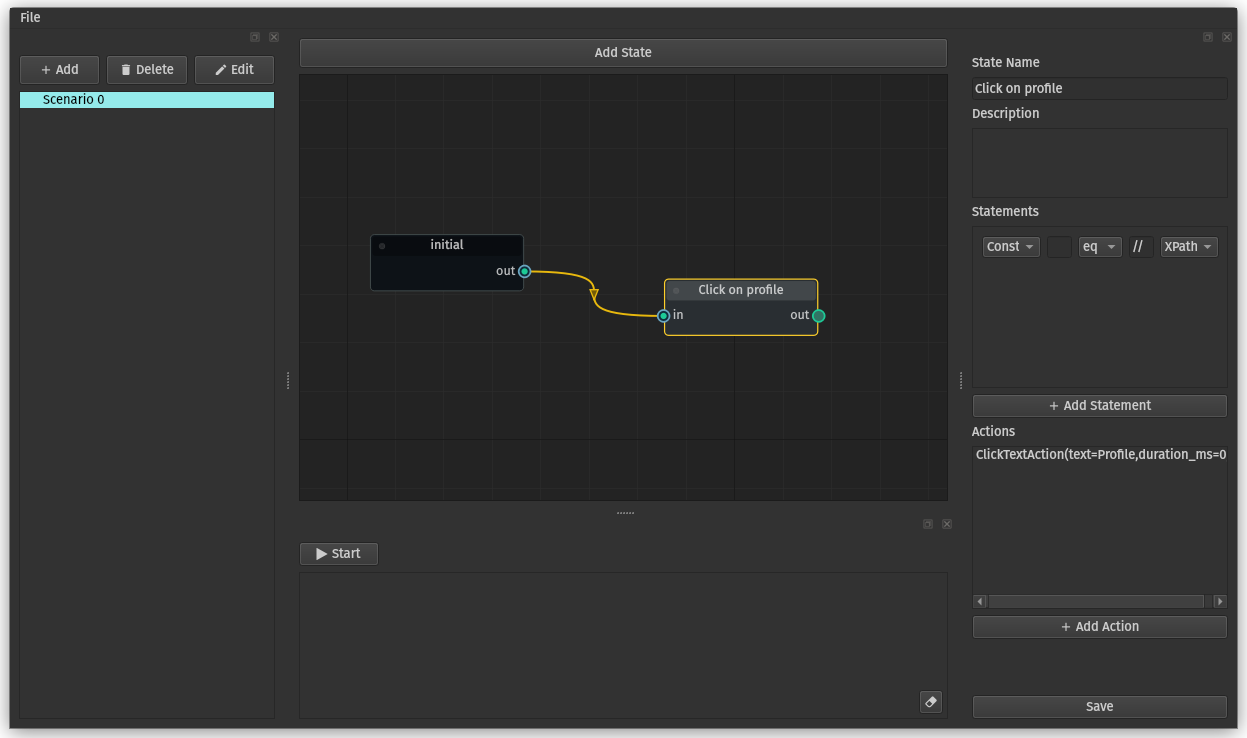 File
Add
Delete
Edit
Scenario 0
Add State
initial
out
Click on profile
in
out
Start
State Name
Click on profile
Description
Statements
Const
eq
//
XPath
+ Add Statement
Actions
ClickTextAction(text=Profile,duration_ms=0
+ Add Action
Save